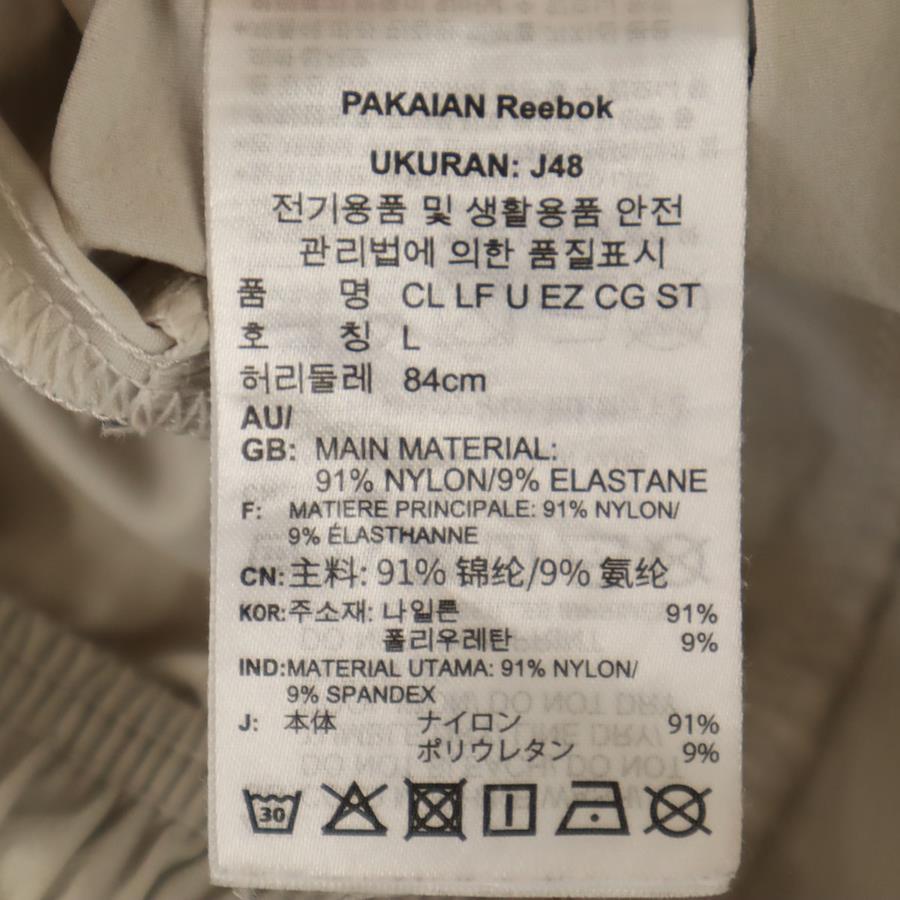 PAKAIAN Reebok
UKURAN: J48
전기용품 및 생활용품 안전
관리법에 의한 품질표시
품 명 CL LF U EZ CG ST
호 칭 L
허리둘레 84cm
AU/
GB: MAIN MATERIAL:
91% NYLON/9% ELASTANE
F: MATIERE PRINCIPALE: 91% NYLON/
9% ÉLASTHANNE
CN: 主料: 91% 锦纶/9% 氨纶
KOR: 주소재: 나일론 91%
폴리우레탄 9%
IND: MATERIAL UTAMA: 91% NYLON/
9% SPANDEX
J: 本体 ナイロン 91%
ポリウレタン 9%
30